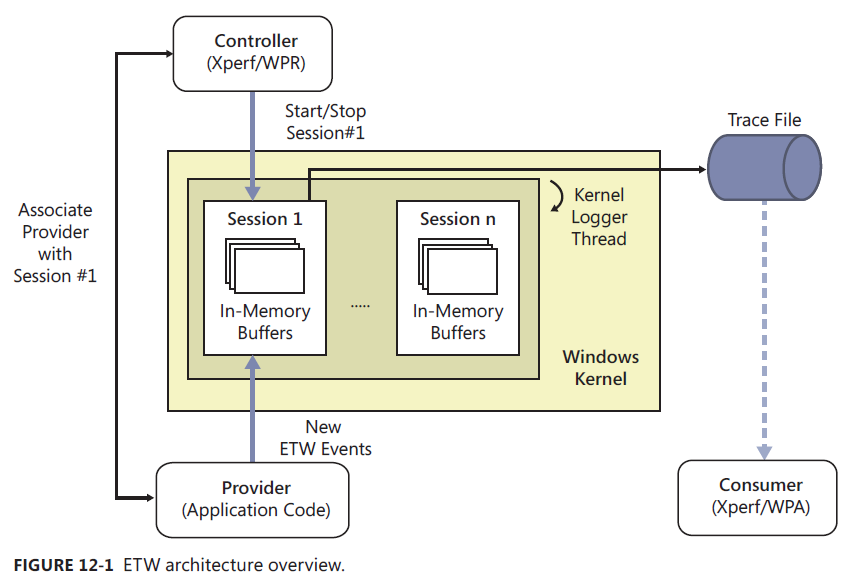 Controller
(Xperf/WPR)
Start/Stop
Session#1
Trace File
Associate
Provider
with
Session #1
Session 1
In-Memory
Buffers
.....
Session n
In-Memory
Buffers
Kernel
Logger
Thread
Windows
Kernel
New
ETW Events
Provider
(Application Code)
Consumer
(Xperf/WPA)
FIGURE 12-1 ETW architecture overview.